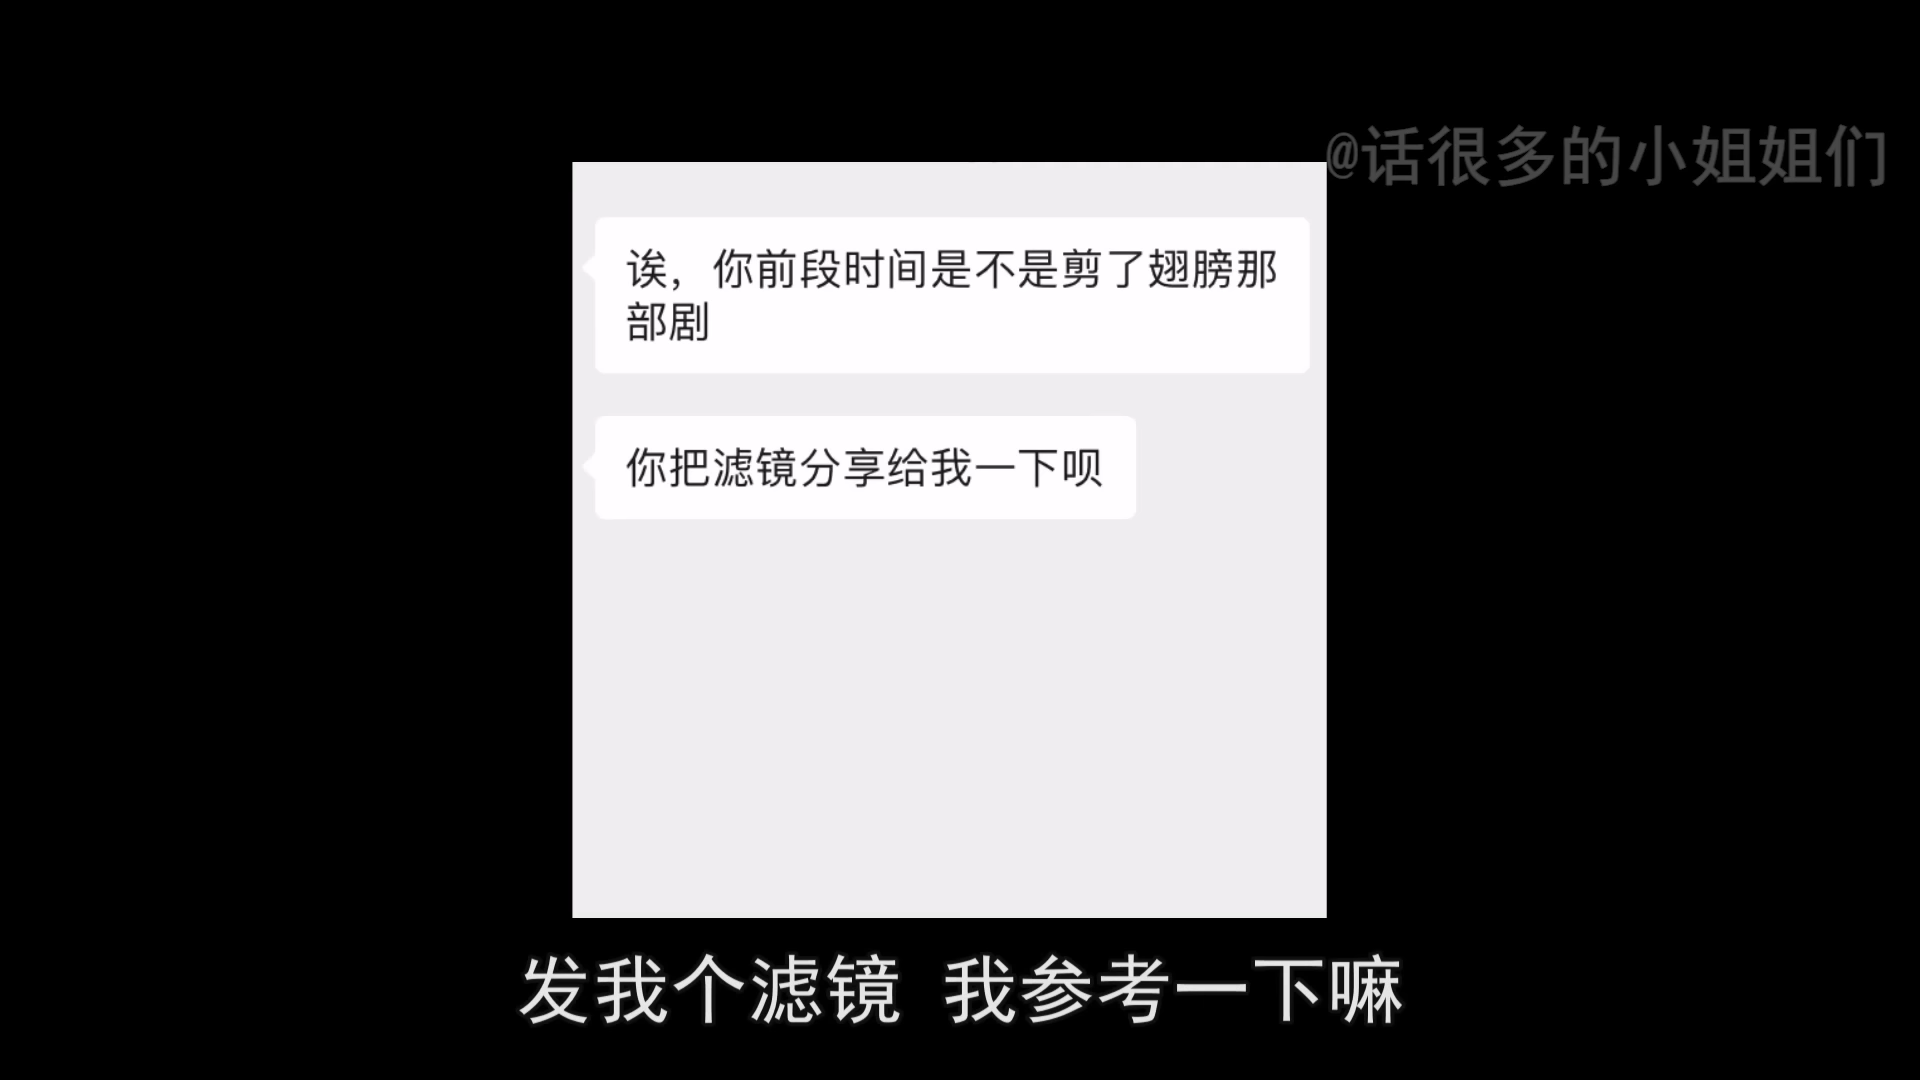 @话很多的小姐姐们
诶，你前段时间是不是剪了翅膀那
部剧
你把滤镜分享给我一下呗
发我个滤镜 我参考一下嘛